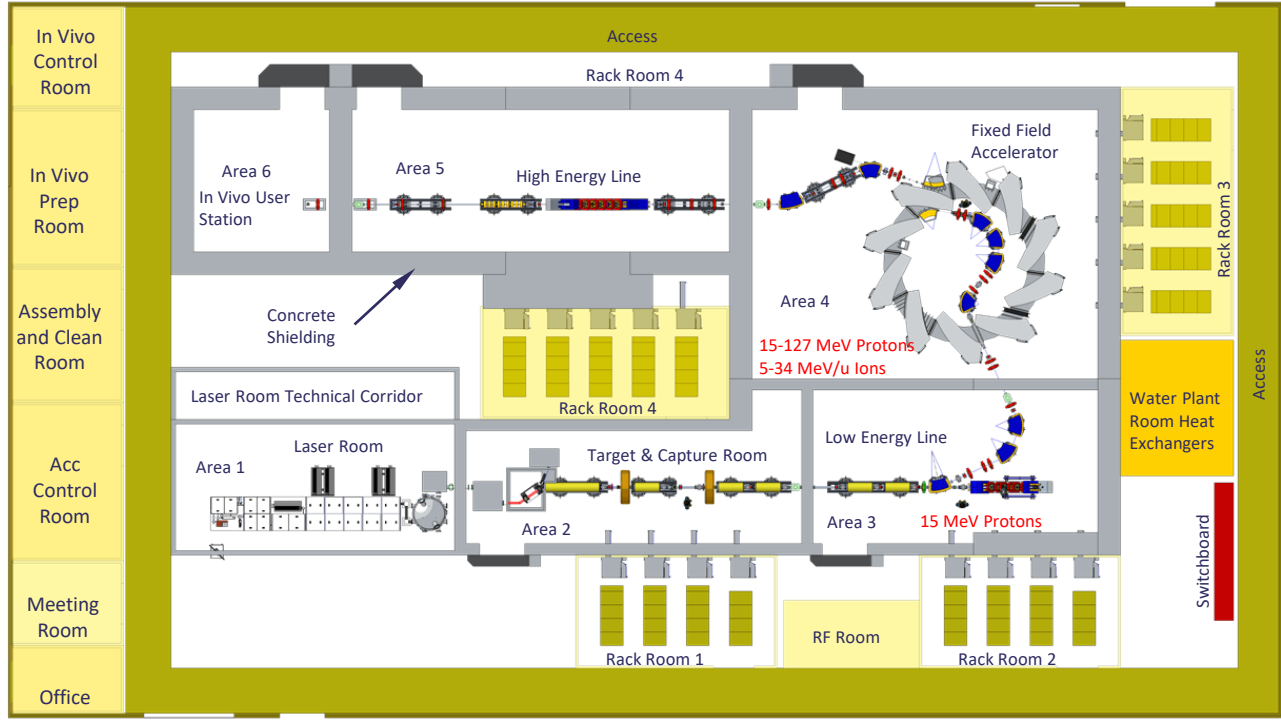 In Vivo
Control
Room
In Vivo
Prep
Room
Assembly
and Clean
Room
Acc
Control
Room
Meeting
Room
Office
Access
Rack Room 4
Area 6
In Vivo User
Station
Area 5
High Energy Line
Fixed Field
Accelerator
Area 4
15-127 MeV Protons
5-34 MeV/u Ions
Rack Room 3
Concrete
Shielding
Rack Room 4
Laser Room Technical Corridor
Water Plant
Room Heat
Exchangers
Access
Laser Room
Area 1
Target & Capture Room
Area 2
Low Energy Line
Area 3
15 MeV Protons
Switchboard
Rack Room 1
RF Room
Rack Room 2